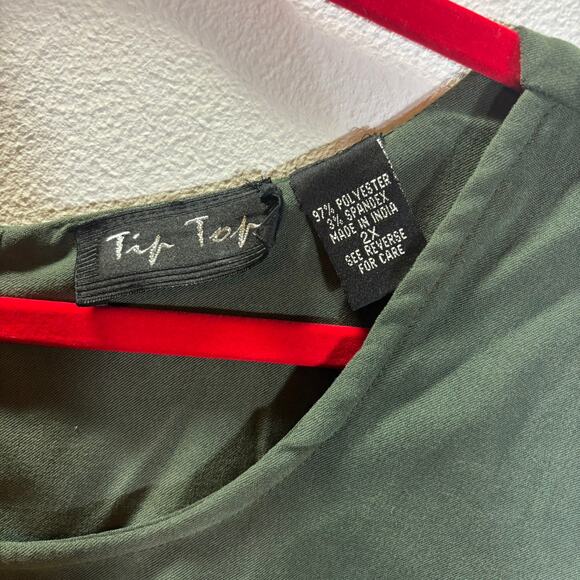 Tip Top
97% POLYESTER
3% SPANDEX
MADE IN INDIA
2X
SEE REVERSE
FOR CARE